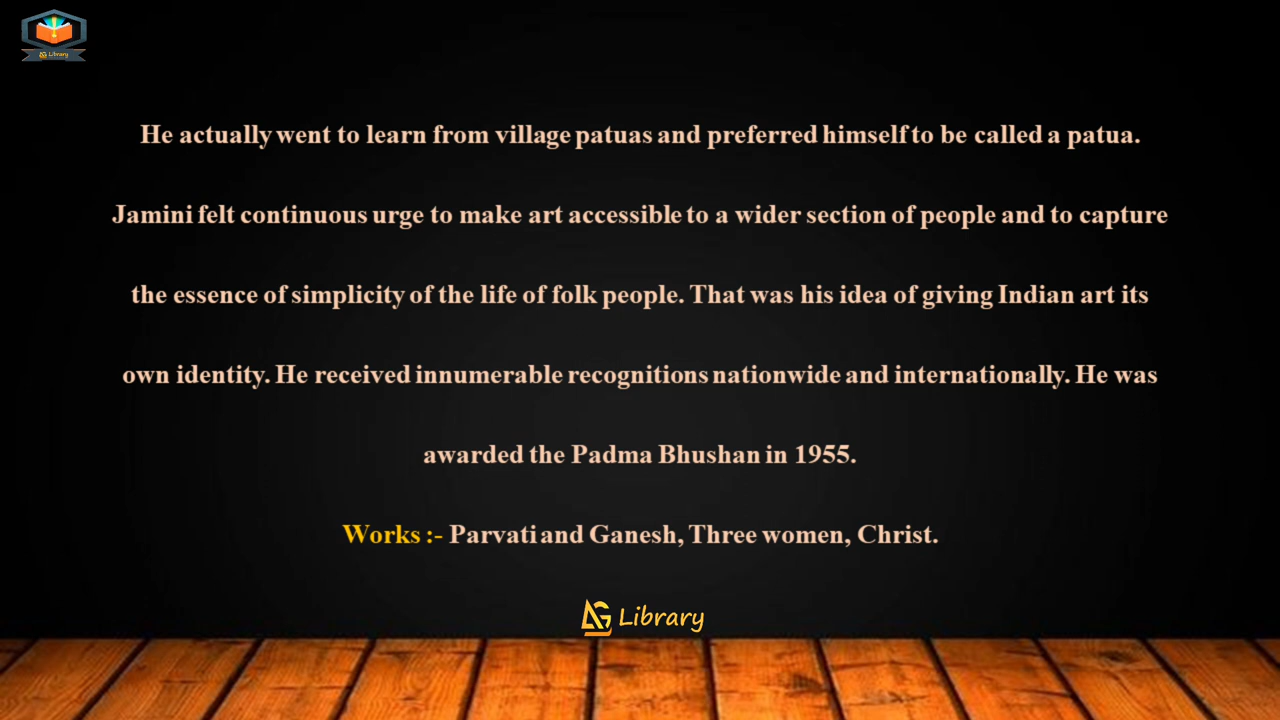 AG Library
He actually went to learn from village patuas and preferred himself to be called a patua.
Jamini felt continuous urge to make art accessible to a wider section of people and to capture
the essence of simplicity of the life of folk people. That was his idea of giving Indian art its
own identity. He received innumerable recognitions nationwide and internationally. He was
awarded the Padma Bhushan in 1955.
Works :- Parvati and Ganesh, Three women, Christ.
AG Library